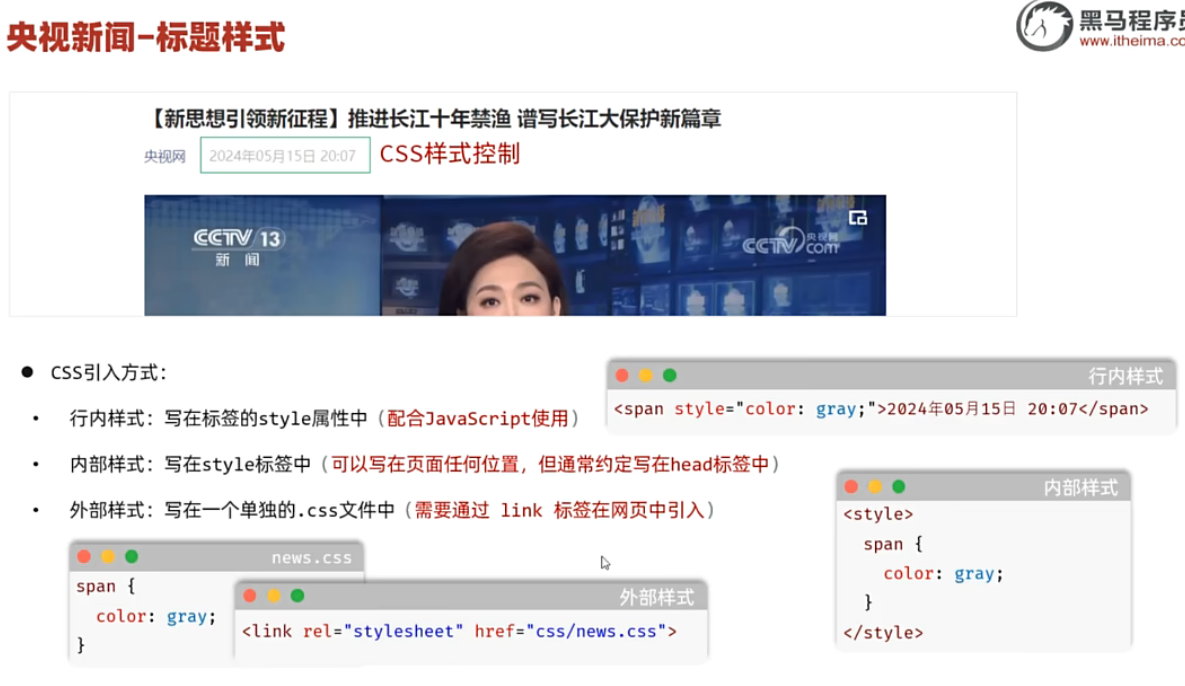 央视新闻-标题样式
黑马程序员
www.itheima.co
【新思想引领新征程】推进长江十年禁渔 谱写长江大保护新篇章
央视网 2024年05月15日 20:07 CSS样式控制
CCTV 13
新闻
CCTV 央视网
com
● CSS引入方式：
• 行内样式：写在标签的style属性中（配合JavaScript使用）
行内样式
<span style="color: gray;">2024年05月15日 20:07</span>
• 内部样式：写在style标签中（可以写在页面任何位置，但通常约定写在head标签中）
• 外部样式：写在一个单独的.css文件中（需要通过 link 标签在网页中引入）
内部样式
<style>
span {
color: gray;
}
</style>
news.css
span {
color: gray;
}
外部样式
<link rel="stylesheet" href="css/news.css">